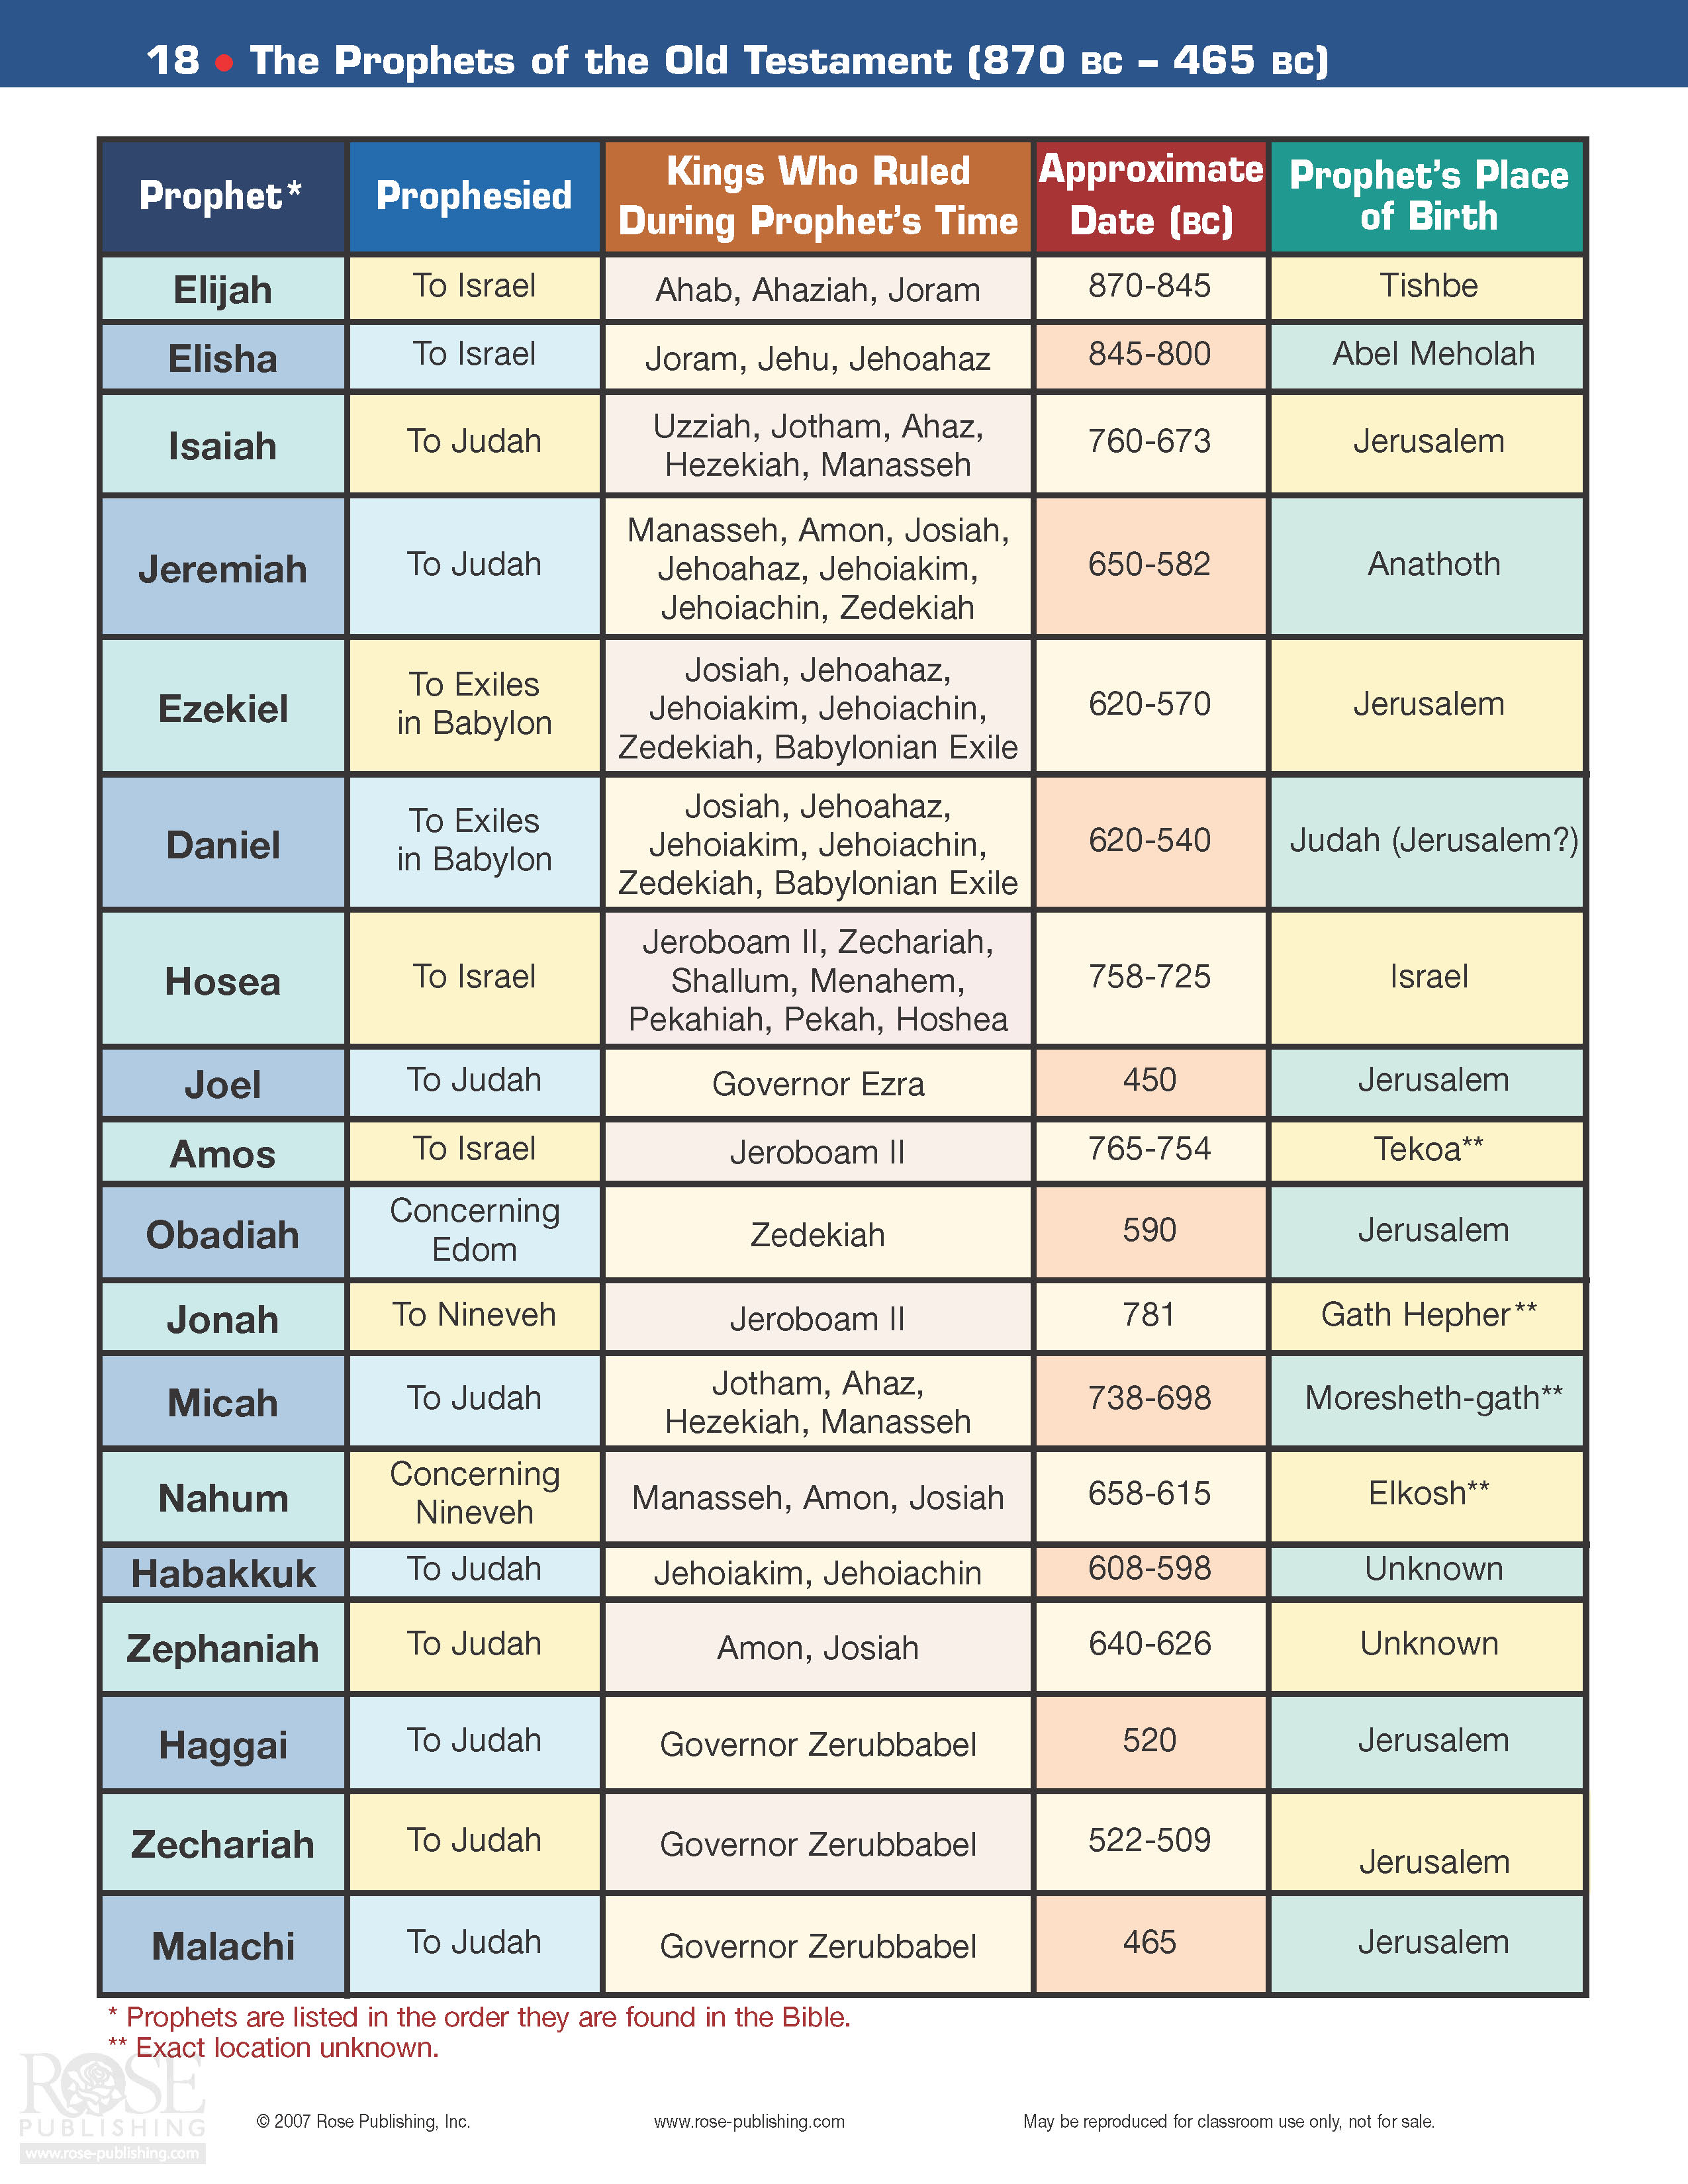 18 • The Prophets of the Old Testament (870 BC – 465 BC)
Prophet*
Prophesied
Kings Who Ruled
During Prophet's Time
Approximate
Date (BC)
Prophet's Place
of Birth
Elijah
To Israel
Ahab, Ahaziah, Joram
870-845
Tishbe
Elisha
To Israel
Joram, Jehu, Jehoahaz
845-800
Abel Meholah
Isaiah
To Judah
Uzziah, Jotham, Ahaz,
Hezekiah, Manasseh
760-673
Jerusalem
Jeremiah
To Judah
Manasseh, Amon, Josiah,
Jehoahaz, Jehoiakim,
Jehoiachin, Zedekiah
650-582
Anathoth
Ezekiel
To Exiles
in Babylon
Josiah, Jehoahaz,
Jehoiakim, Jehoiachin,
Zedekiah, Babylonian Exile
620-570
Jerusalem
Daniel
To Exiles
in Babylon
Josiah, Jehoahaz,
Jehoiakim, Jehoiachin,
Zedekiah, Babylonian Exile
620-540
Judah (Jerusalem?)
Hosea
To Israel
Jeroboam II, Zechariah,
Shallum, Menahem,
Pekahiah, Pekah, Hoshea
758-725
Israel
Joel
To Judah
Governor Ezra
450
Jerusalem
Amos
To Israel
Jeroboam II
765-754
Tekoa**
Obadiah
Concerning
Edom
Zedekiah
590
Jerusalem
Jonah
To Nineveh
Jeroboam II
781
Gath Hepher**
Micah
To Judah
Jotham, Ahaz,
Hezekiah, Manasseh
738-698
Moresheth-gath**
Nahum
Concerning
Nineveh
Manasseh, Amon, Josiah
658-615
Elkosh**
Habakkuk
To Judah
Jehoiakim, Jehoiachin
608-598
Unknown
Zephaniah
To Judah
Amon, Josiah
640-626
Unknown
Haggai
To Judah
Governor Zerubbabel
520
Jerusalem
Zechariah
To Judah
Governor Zerubbabel
522-509
Jerusalem
Malachi
To Judah
Governor Zerubbabel
465
Jerusalem
* Prophets are listed in the order they are found in the Bible.
** Exact location unknown.
ROSE
PUBLISHING
www.rose-publishing.com
© 2007 Rose Publishing, Inc.
www.rose-publishing.com
May be reproduced for classroom use only, not for sale.